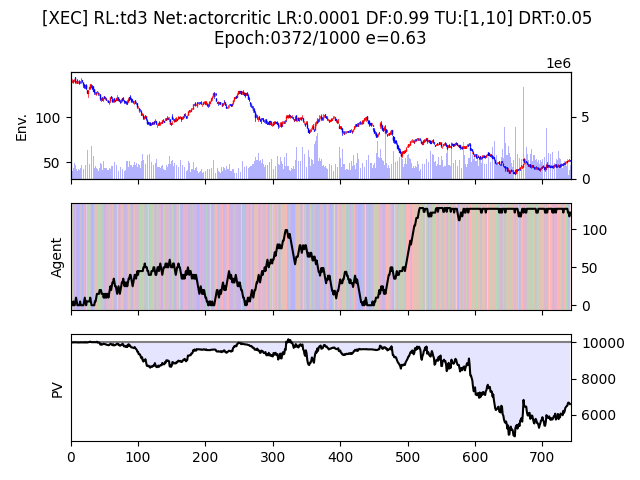 [XEC] RL:td3 Net:actorcritic LR:0.0001 DF:0.99 TU:[1,10] DRT:0.05
Epoch:0372/1000 e=0.63
1e6
Env.
100
50
5
0
Agent
100
50
0
PV
10000
8000
6000
0 100 200 300 400 500 600 700